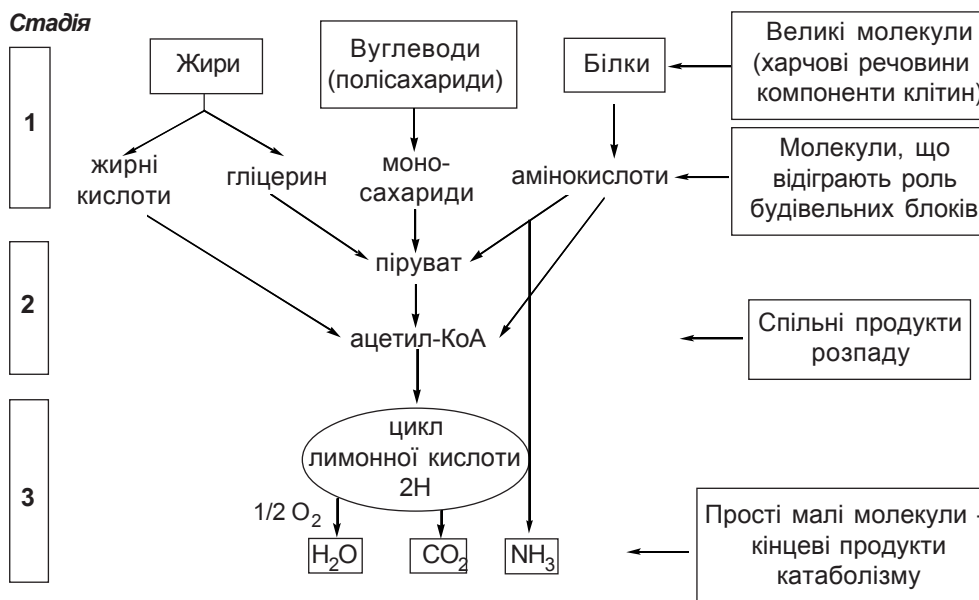 Стадія
1
Жири
Вуглеводи
(полісахариди)
Білки
Великі молекули
(харчові речовини
компоненти клітин)
жирні
кислоти
гліцерин
моно-
сахариди
амінокислоти
Молекули, що
відіграють роль
будівельних блоків
2
піруват
ацетил-КоА
Спільні продукти
розпаду
3
цикл
лимонної кислоти
2Н
1/2 O2
H2O
CO2
NH3
Прості малі молекули -
кінцеві продукти
катаболізму